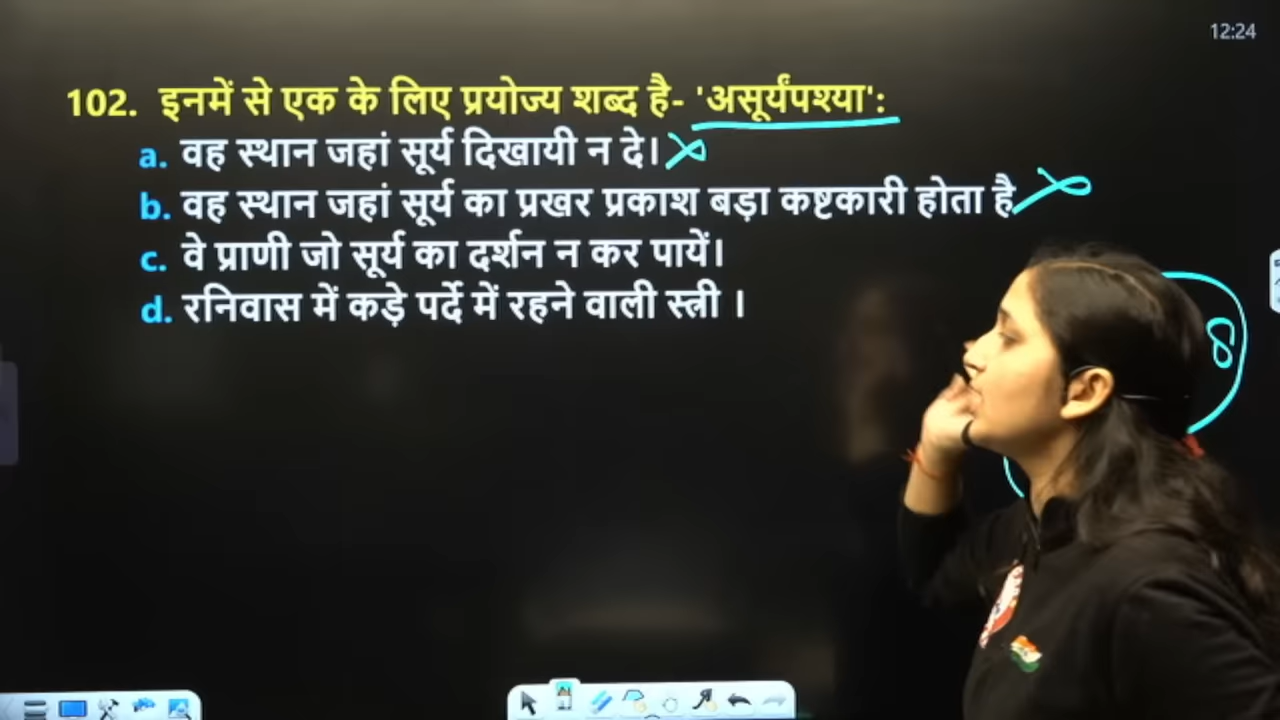 12:24
102. इनमें से एक के लिए प्रयोज्य शब्द है- 'असूर्यंपश्या':
a. वह स्थान जहां सूर्य दिखायी न दे।
b. वह स्थान जहां सूर्य का प्रखर प्रकाश बड़ा कष्टकारी होता है
c. वे प्राणी जो सूर्य का दर्शन न कर पायें।
d. रनिवास में कड़े पर्दे में रहने वाली स्त्री ।